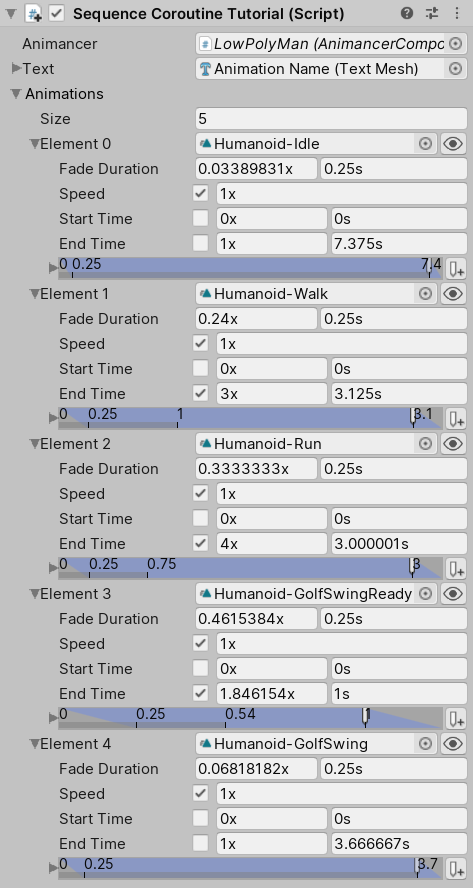 Sequence Coroutine Tutorial (Script)
Animancer LowPolyMan (AnimancerCompo
Text Animation Name (Text Mesh)
Animations
Size 5
Element 0 Humanoid-Idle
Fade Duration 0.03389831x 0.25s
Speed 1x
Start Time 0x 0s
End Time 1x 7.375s
0 0.25 7.4
Element 1 Humanoid-Walk
Fade Duration 0.24x 0.25s
Speed 1x
Start Time 0x 0s
End Time 3x 3.125s
0 0.25 1 3.1
Element 2 Humanoid-Run
Fade Duration 0.3333333x 0.25s
Speed 1x
Start Time 0x 0s
End Time 4x 3.000001s
0 0.25 0.75 3
Element 3 Humanoid-GolfSwingReady
Fade Duration 0.4615384x 0.25s
Speed 1x
Start Time 0x 0s
End Time 1.846154x 1s
0 0.25 0.54 1
Element 4 Humanoid-GolfSwing
Fade Duration 0.06818182x 0.25s
Speed 1x
Start Time 0x 0s
End Time 1x 3.666667s
0 0.25 3.7